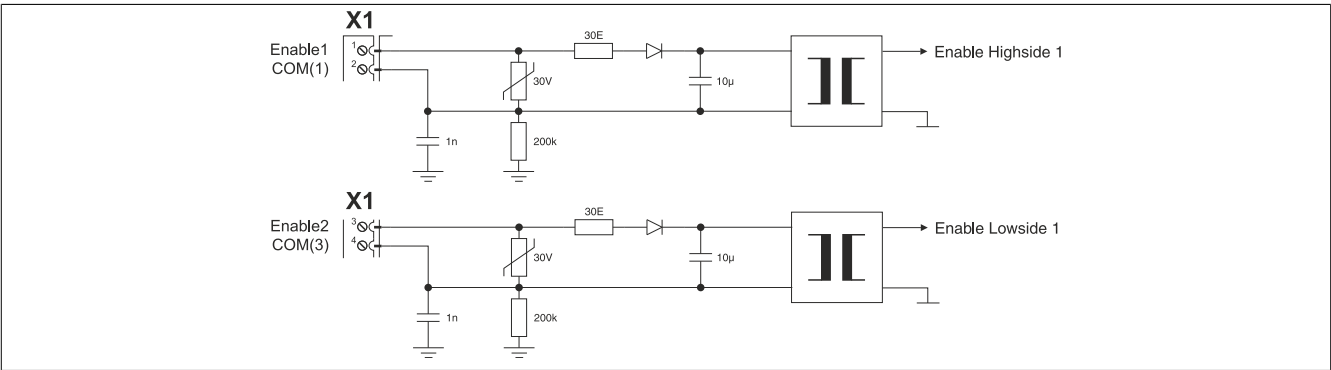 X1
Enable1
COM(1)
1
2
30E
30V
10µ
1n
200k
Enable Highside 1
X1
Enable2
COM(3)
3
4
30E
30V
10µ
1n
200k
Enable Lowside 1